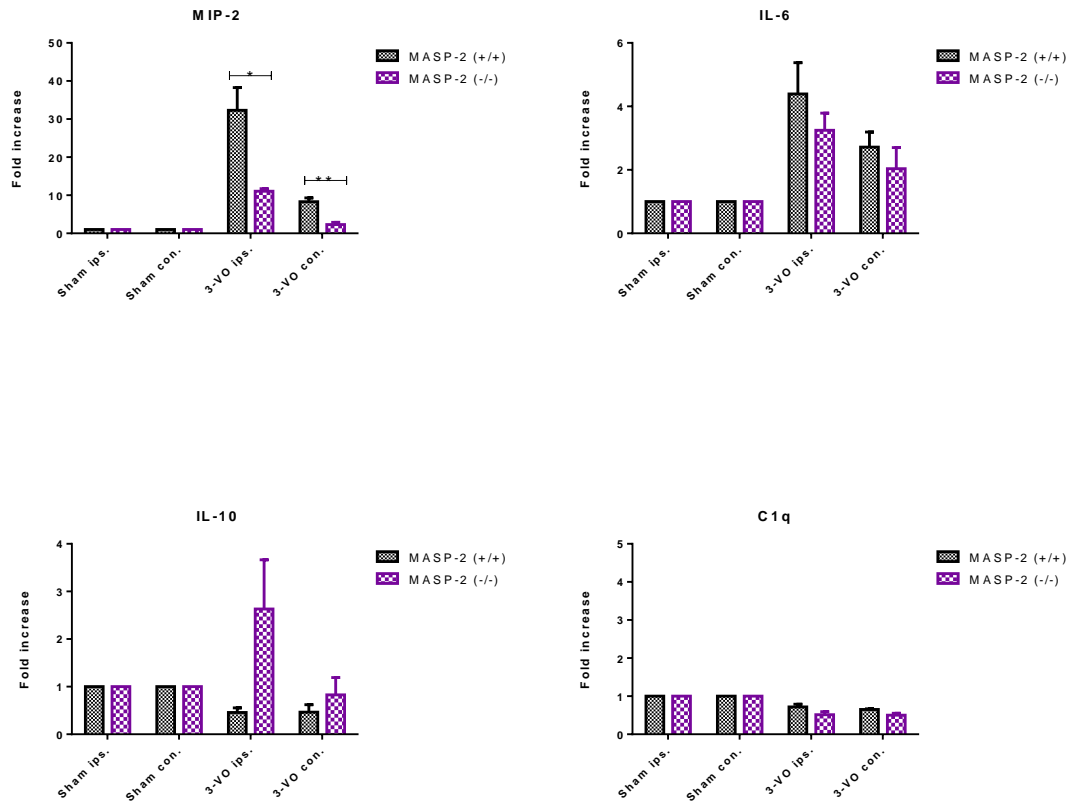 MIP-2
50
40
30
20
10
0
Fold increase
*
**
Sham ips.
Sham con.
3-VO ips.
3-VO con.
MASP-2 (+/+)
MASP-2 (-/-)
IL-6
6
4
2
0
Fold increase
Sham ips.
Sham con.
3-VO ips.
3-VO con.
MASP-2 (+/+)
MASP-2 (-/-)
IL-10
4
3
2
1
0
Fold increase
Sham ips.
Sham con.
3-VO ips.
3-VO con.
MASP-2 (+/+)
MASP-2 (-/-)
C1q
5
4
3
2
1
0
Fold increase
Sham ips.
Sham con.
3-VO ips.
3-VO con.
MASP-2 (+/+)
MASP-2 (-/-)